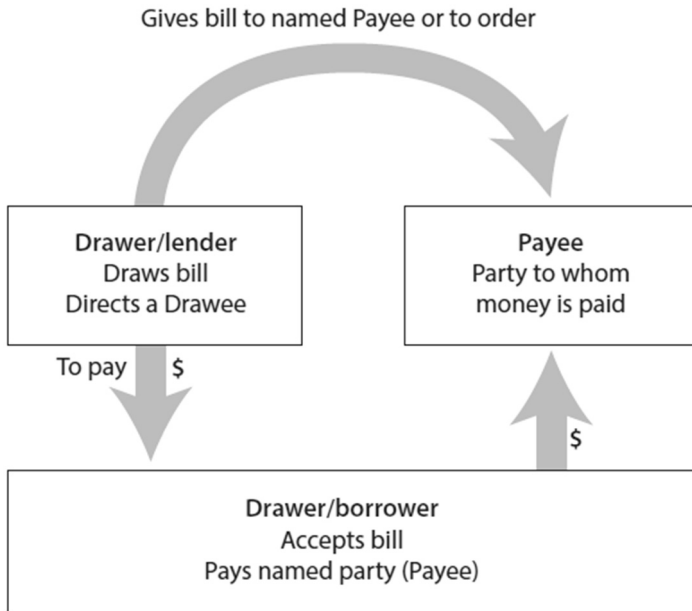 Gives bill to named Payee or to order
Drawer/lender
Draws bill
Directs a Drawee
Payee
Party to whom
money is paid
To pay $
$
Drawer/borrower
Accepts bill
Pays named party (Payee)